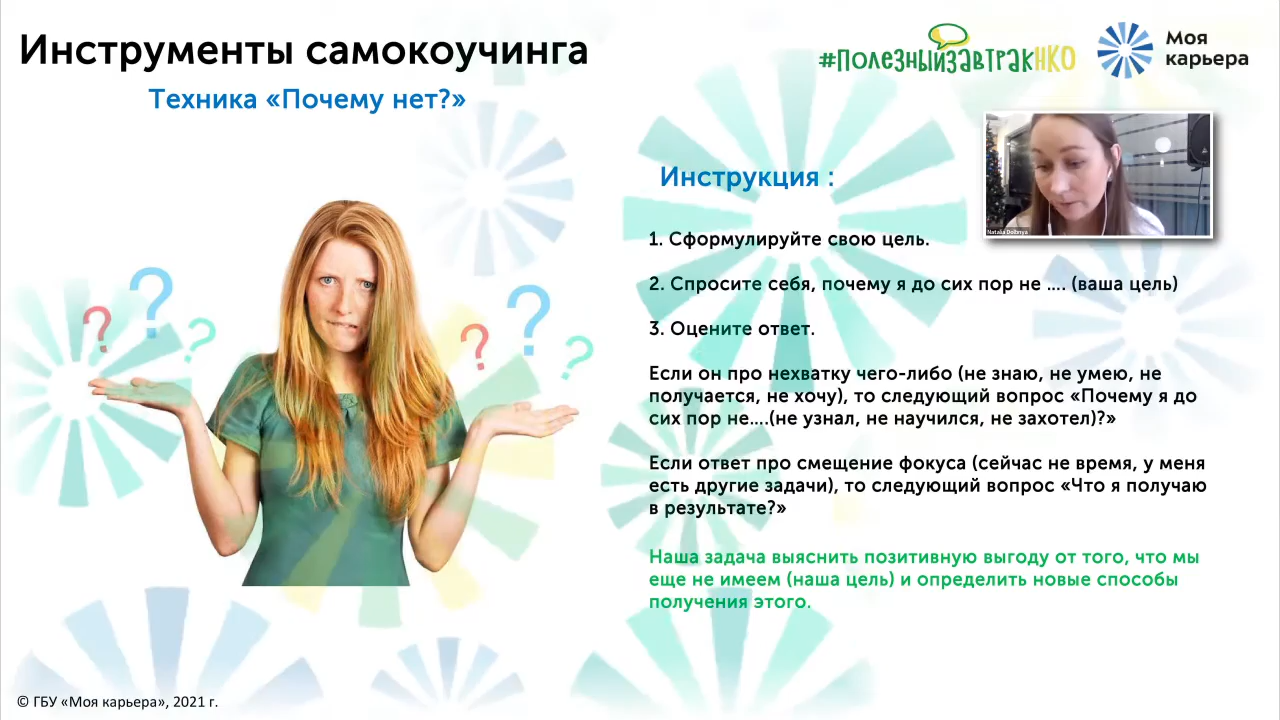 Инструменты самокоучинга
Техника «Почему нет?»
#ПолезныйзавтракНКО
Моя
карьера
Natalia Dolbnya
Инструкция :
1. Сформулируйте свою цель.
2. Спросите себя, почему я до сих пор не .... (ваша цель)
3. Оцените ответ.
Если он про нехватку чего-либо (не знаю, не умею, не
получается, не хочу), то следующий вопрос «Почему я до
сих пор не....(не узнал, не научился, не захотел)?»
Если ответ про смещение фокуса (сейчас не время, у меня
есть другие задачи), то следующий вопрос «Что я получаю
в результате?»
Наша задача выяснить позитивную выгоду от того, что мы
еще не имеем (наша цель) и определить новые способы
получения этого.
? ? ? ? ? ?
© ГБУ «Моя карьера», 2021 г.